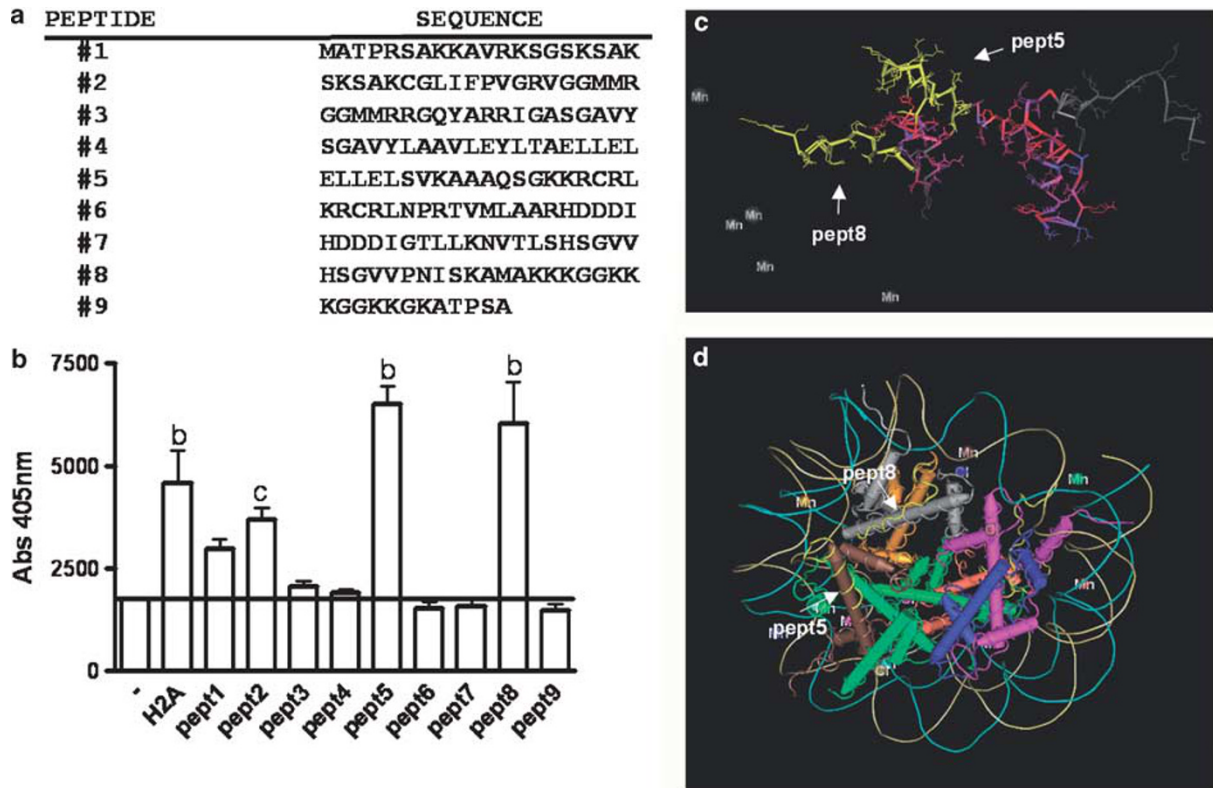 a
PEPTIDE SEQUENCE
#1 MATPRSAKKAVRKSGSKSAK
#2 SKSAKCGLIFPVGRVGGMMR
#3 GGMMRRGQYARRIGASGAVY
#4 SGAVYLAAVLEYLTAELLEL
#5 ELLELSVKAAAQSGKKRCRL
#6 KRCRLNPRTVMLAARHDDDI
#7 HDDDIGTLLKNVTLSHSGVV
#8 HSGVVPNISKAMAKKKGGKK
#9 KGGKKGKATPSA
b
Abs 405nm
7500
5000
2500
0
b
c
b
b
-
H2A
pept1
pept2
pept3
pept4
pept5
pept6
pept7
pept8
pept9
c
pept5
Mn
pept8
Mn
Mn
Mn
Mn
d
Mn
pept8
Mn
Mn
Mn
Mn
pept5
Cl